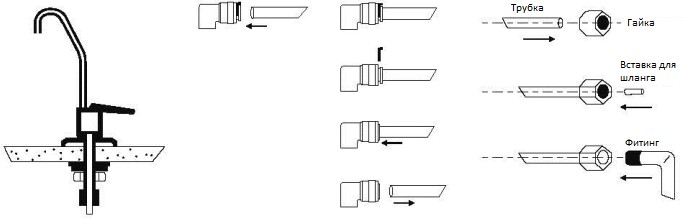 Трубка
Гайка
Вставка для
шланга
Фитинг